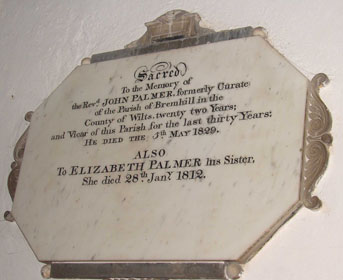 Sacred
To the Memory of
the Revd. JOHN PALMER, formerly Curate
of the Parish of Bremhill in the
County of Wilts. twenty two Years;
and Vicar of this Parish for the last thirty Years:
HE DIED THE MAY 1829.
ALSO
To ELIZABETH PALMER his Sister,
She died 28th Jany. 1812.